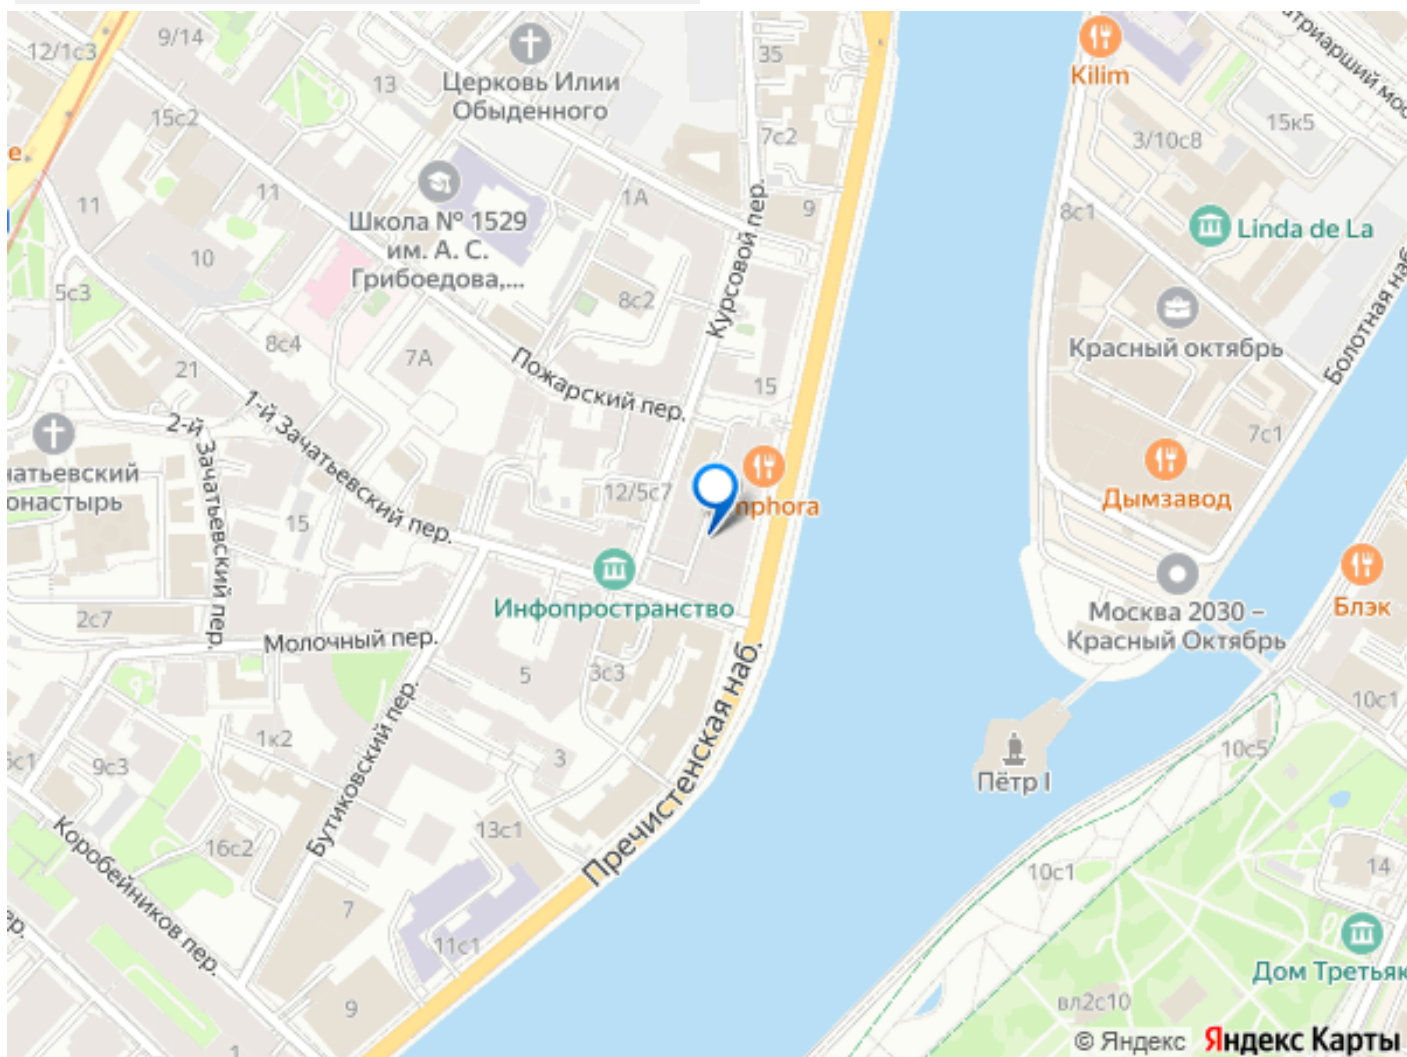 12/1с3
9/14
13
Церковь Илии
Обыденного
35
Kilim
15с2
7с2
3/10с8
15к5
11
11
Школа № 1529
им. А. С.
Грибоедова,...
1А
9
Курсовой пер.
8с1
Linda de La
10
5с3
8с4
7А
8с2
Красный октябрь
Болотная наб
21
Пожарский пер.
15
2-й Зачатьевский пер.
1-й Зачатьевский пер.
7с1
Дымзавод
12/5с7
15
Инфопространство
Москва 2030 –
Красный Октябрь
Блэк
2с7
Молочный пер.
5
3с3
Пречистенская наб.
10с1
1к2
9с3
3
Бутиковский пер.
Пётр I
10с5
Коробейников пер.
16с2
13с1
10с1
14
7
11с1
Дом Третьяк
9
вл2с10
1
© Яндекс Яндекс Карты